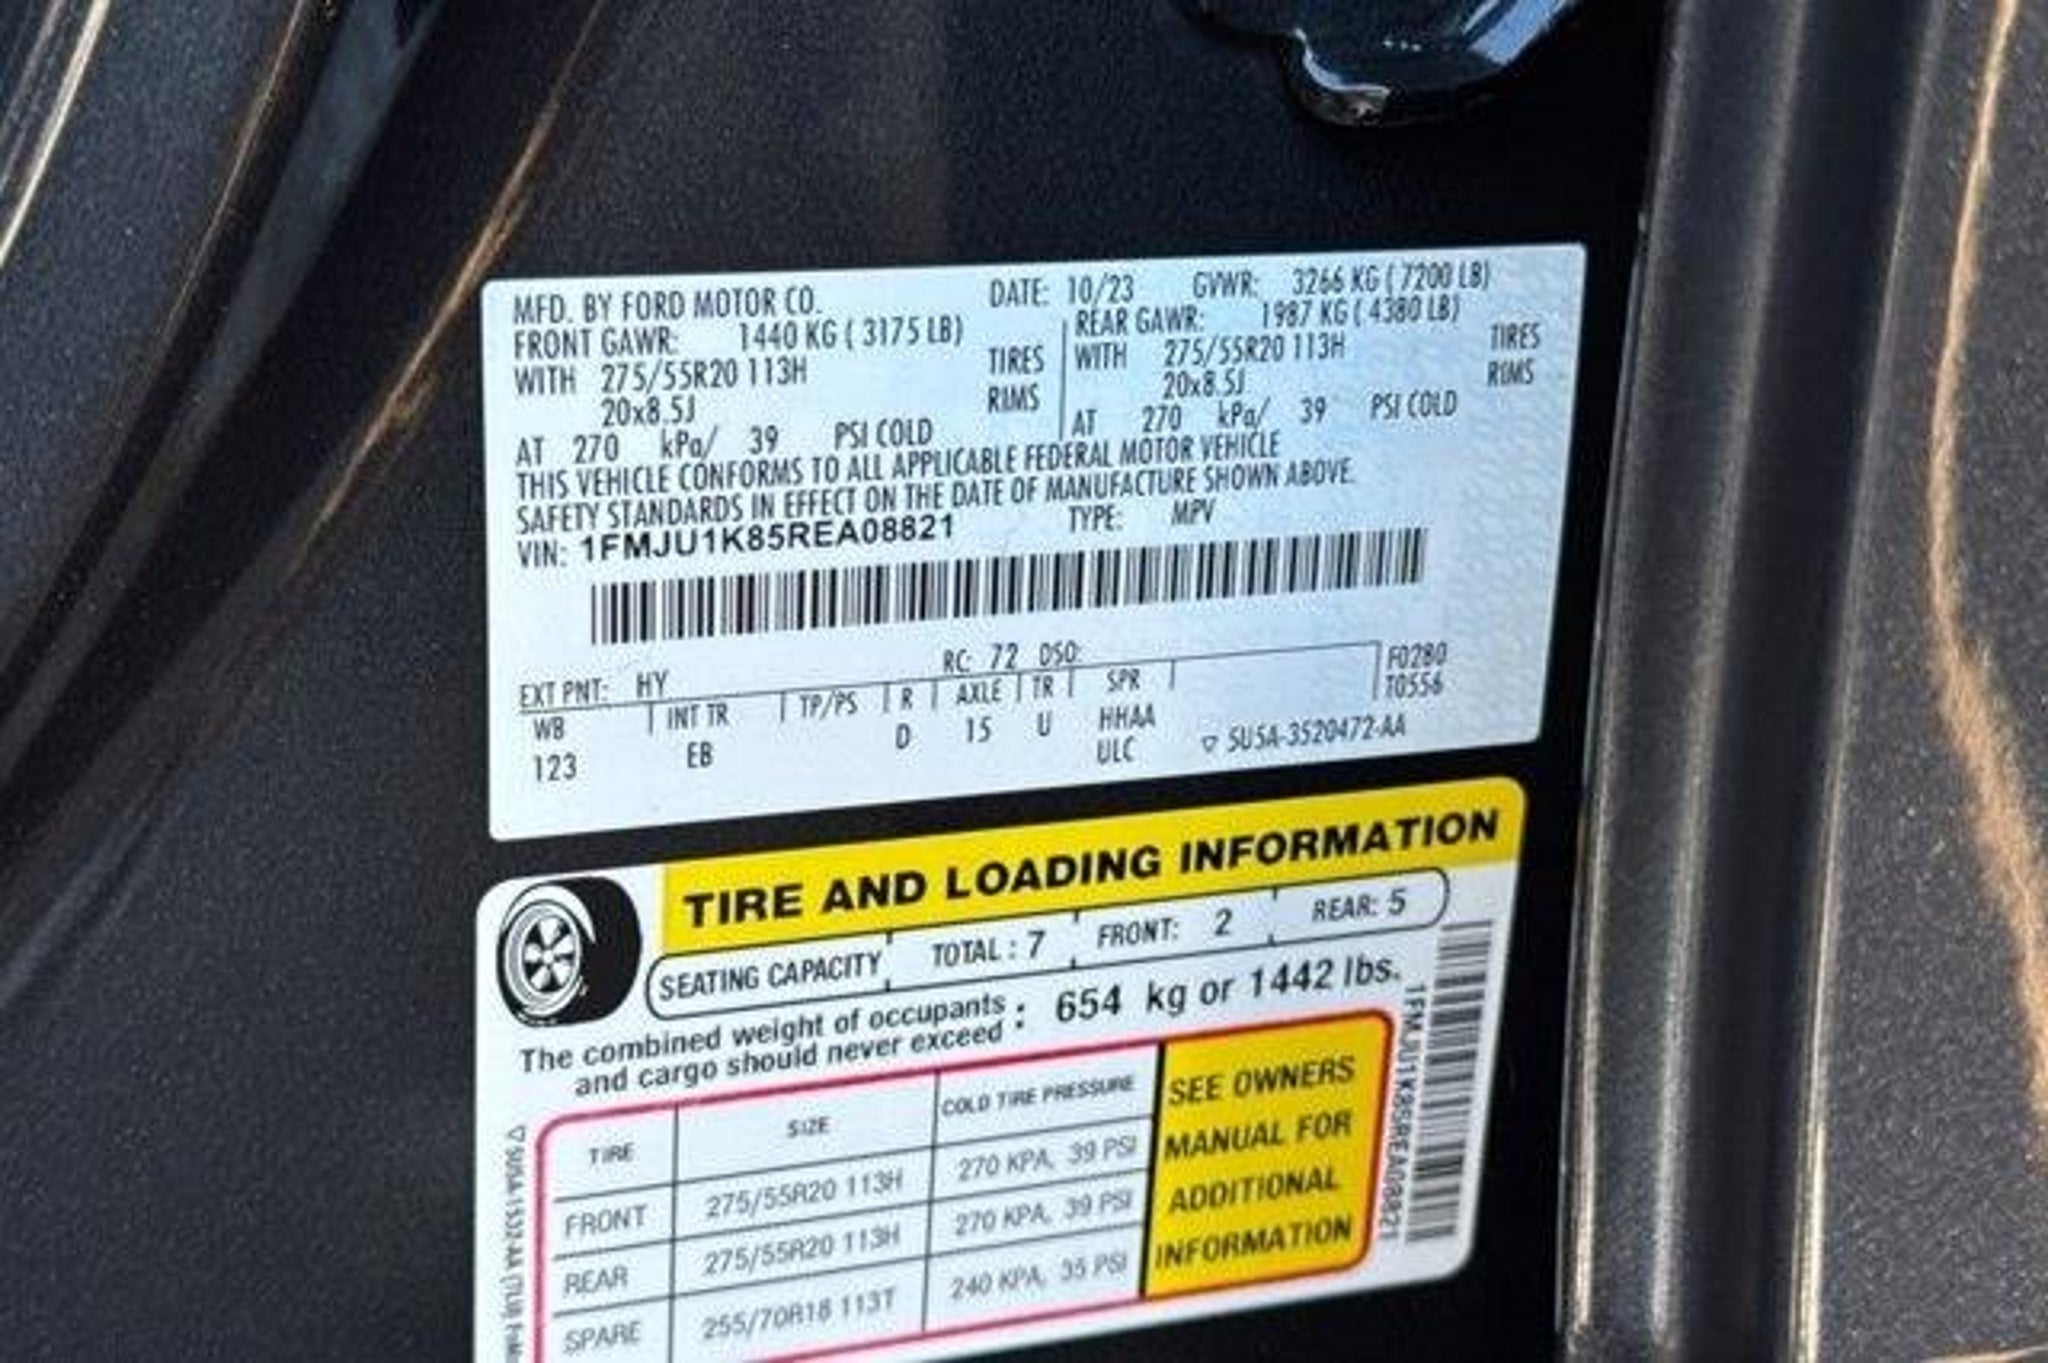 MFD. BY FORD MOTOR CO. DATE: 10/23 GVWR: 3266 KG ( 7200 LB)
FRONT GAWR: 1440 KG ( 3175 LB) REAR GAWR: 1987 KG ( 4380 LB)
WITH 275/55R20 113H TIRES WITH 275/55R20 113H TIRES
20x8.5J RIMS 20x8.5J RIMS
AT 270 kPa/ 39 PSI COLD AT 270 kPa/ 39 PSI COLD
THIS VEHICLE CONFORMS TO ALL APPLICABLE FEDERAL MOTOR VEHICLE
SAFETY STANDARDS IN EFFECT ON THE DATE OF MANUFACTURE SHOWN ABOVE.
VIN: 1FMJU1K85REA08821 TYPE: MPV
EXT PNT: HY RC: 72 DSO: F0280
WB INT TR TP/PS R AXLE TR SPR T0556
123 EB D 15 U HHAA
ULC ▽ 5U5A-3520472-AA
TIRE AND LOADING INFORMATION
SEATING CAPACITY TOTAL : 7 FRONT: 2 REAR: 5
The combined weight of occupants
and cargo should never exceed : 654 kg or 1442 lbs.
TIRE SIZE COLD TIRE PRESSURE
FRONT 275/55R20 113H 270 KPA, 39 PSI
REAR 275/55R20 113H 270 KPA, 39 PSI
SPARE 255/70R18 113T 240 KPA, 35 PSI
SEE OWNERS
MANUAL FOR
ADDITIONAL
INFORMATION
1FMJU1K85REA08821